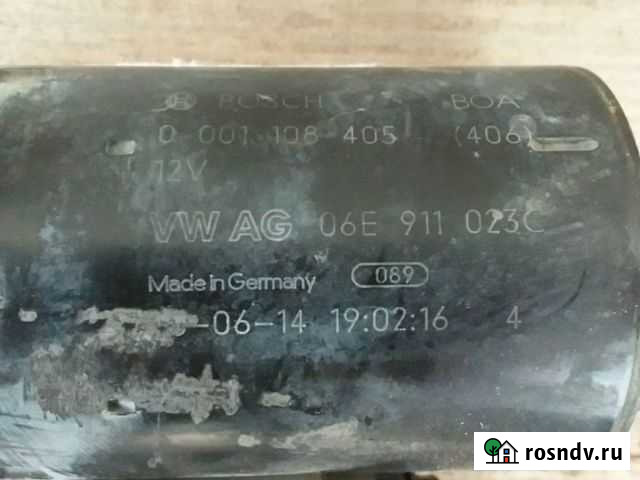 BOSCH BOA
0 001 108 405 (406)
12V
VW AG 06E 911 023C
Made in Germany 089
-06-14 19:02:16 4
rosndv.ru